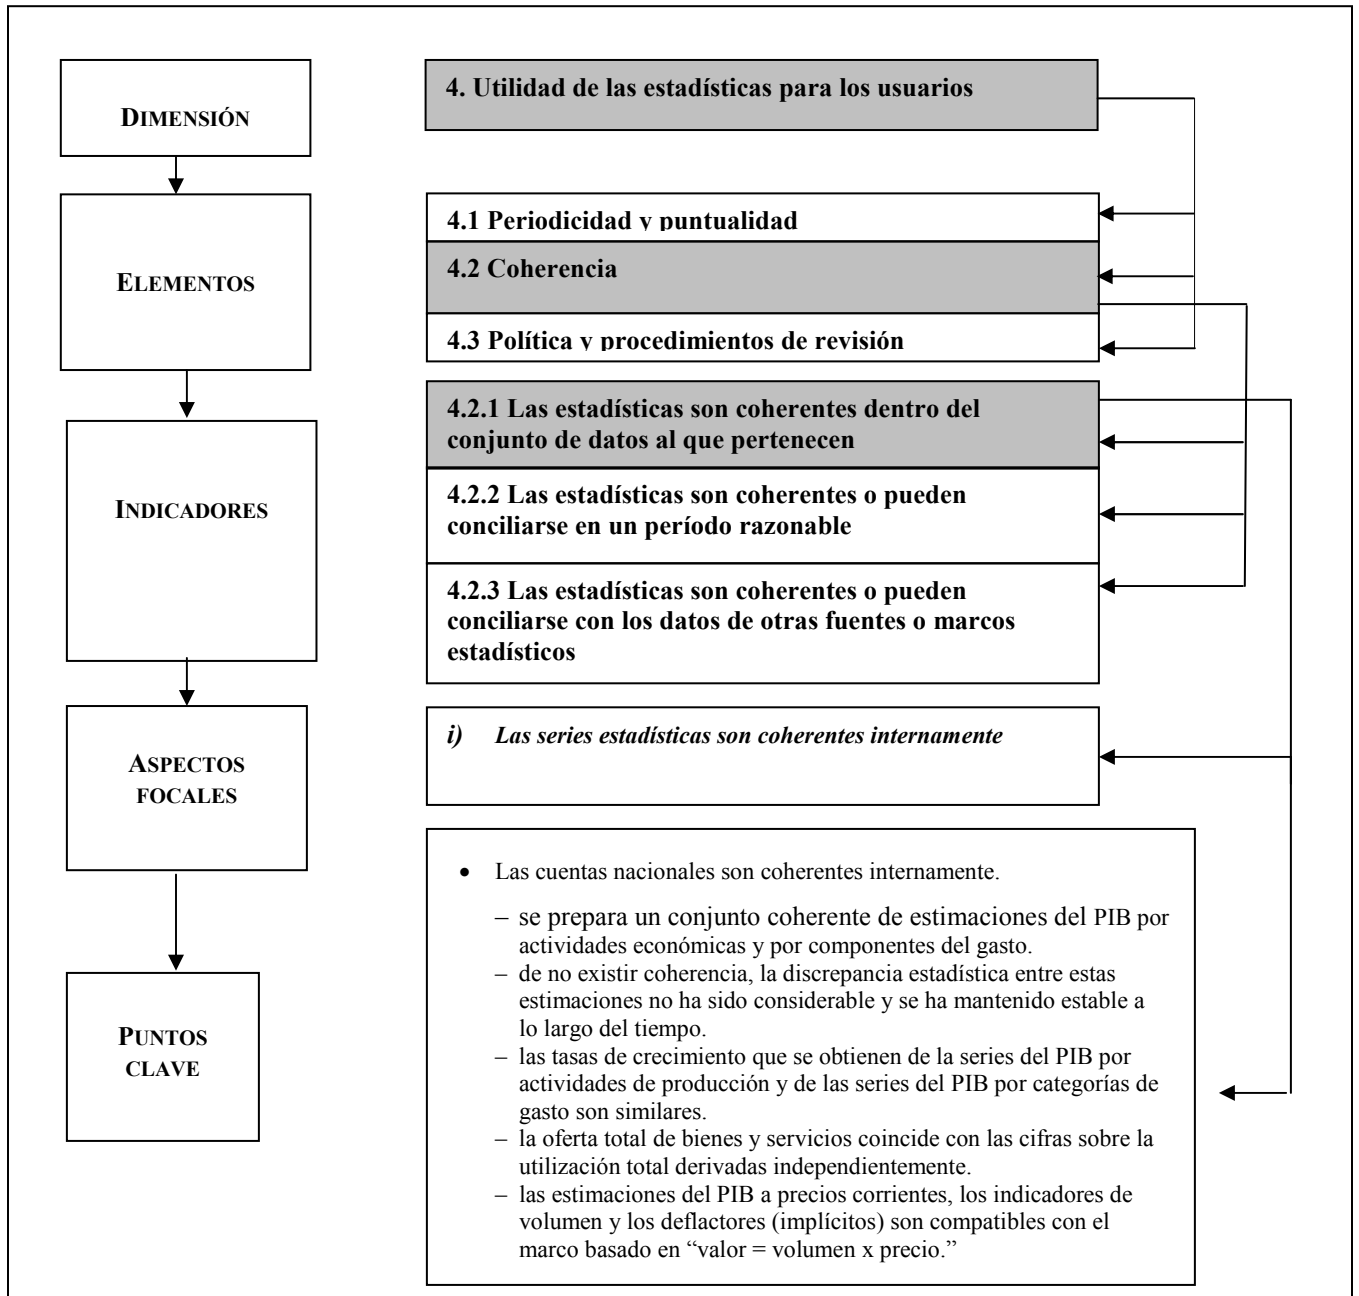 DIMENSIÓN
4. Utilidad de las estadísticas para los usuarios
ELEMENTOS
4.1 Periodicidad y puntualidad
4.2 Coherencia
4.3 Política y procedimientos de revisión
INDICADORES
4.2.1 Las estadísticas son coherentes dentro del
conjunto de datos al que pertenecen
4.2.2 Las estadísticas son coherentes o pueden
conciliarse en un período razonable
4.2.3 Las estadísticas son coherentes o pueden
conciliarse con los datos de otras fuentes o marcos
estadísticos
ASPECTOS
FOCALES
i) Las series estadísticas son coherentes internamente
PUNTOS
CLAVE
• Las cuentas nacionales son coherentes internamente.
– se prepara un conjunto coherente de estimaciones del PIB por
actividades económicas y por componentes del gasto.
– de no existir coherencia, la discrepancia estadística entre estas
estimaciones no ha sido considerable y se ha mantenido estable a
lo largo del tiempo.
– las tasas de crecimiento que se obtienen de la series del PIB por
actividades de producción y de las series del PIB por categorías de
gasto son similares.
– la oferta total de bienes y servicios coincide con las cifras sobre la
utilización total derivadas independientemente.
– las estimaciones del PIB a precios corrientes, los indicadores de
volumen y los deflactores (implícitos) son compatibles con el
marco basado en “valor = volumen x precio.”